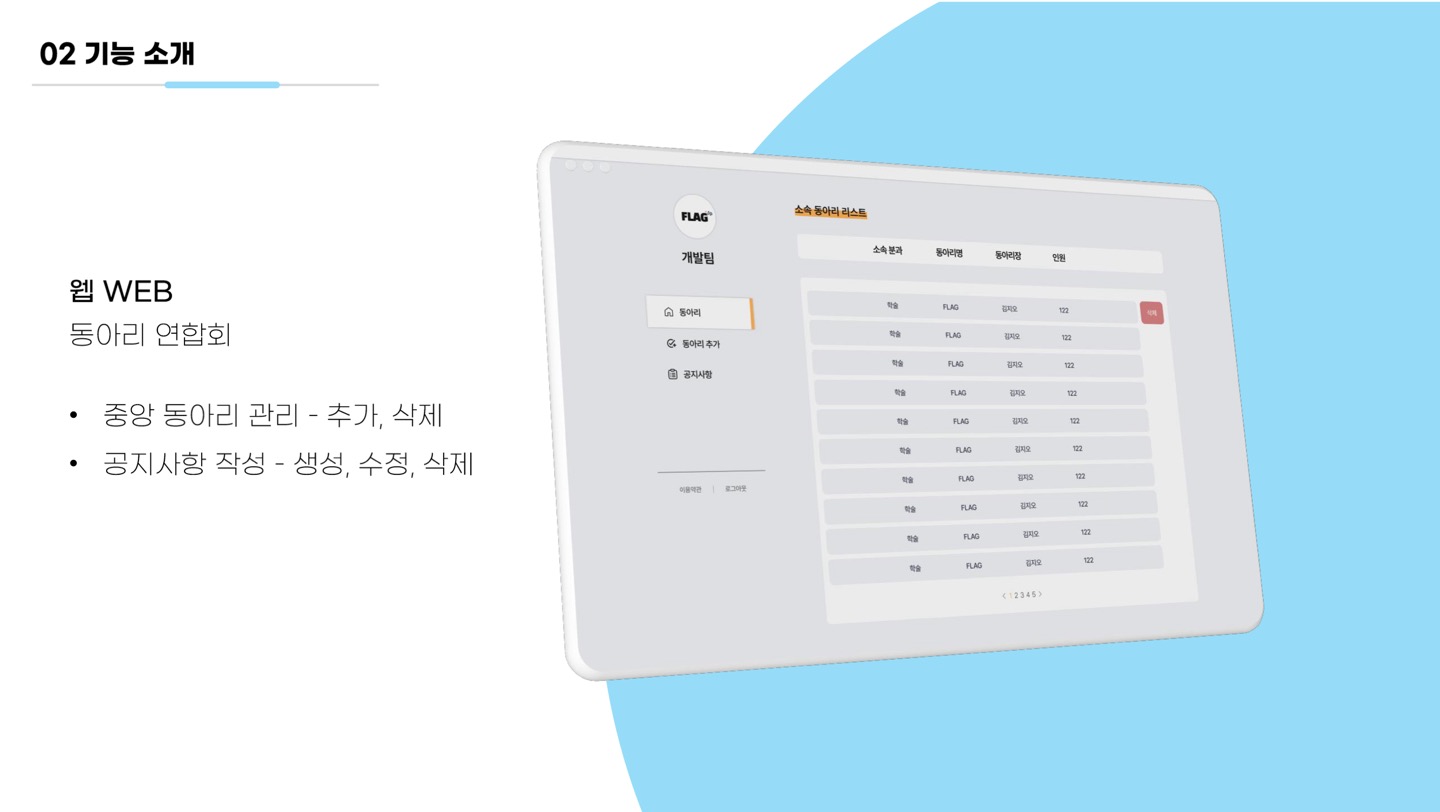 02 기능 소개
웹 WEB
동아리 연합회
• 중앙 동아리 관리 - 추가, 삭제
• 공지사항 작성 - 생성, 수정, 삭제
FLAG
개발팀
동아리
동아리 추가
공지사항
이용약관 | 로그아웃
소속 동아리 리스트
소속 분과 동아리명 동아리장 인원
학술 FLAG 김지오 122
삭제
학술 FLAG 김지오 122
학술 FLAG 김지오 122
학술 FLAG 김지오 122
학술 FLAG 김지오 122
학술 FLAG 김지오 122
학술 FLAG 김지오 122
학술 FLAG 김지오 122
학술 FLAG 김지오 122
학술 FLAG 김지오 122
< 1 2 3 4 5 >